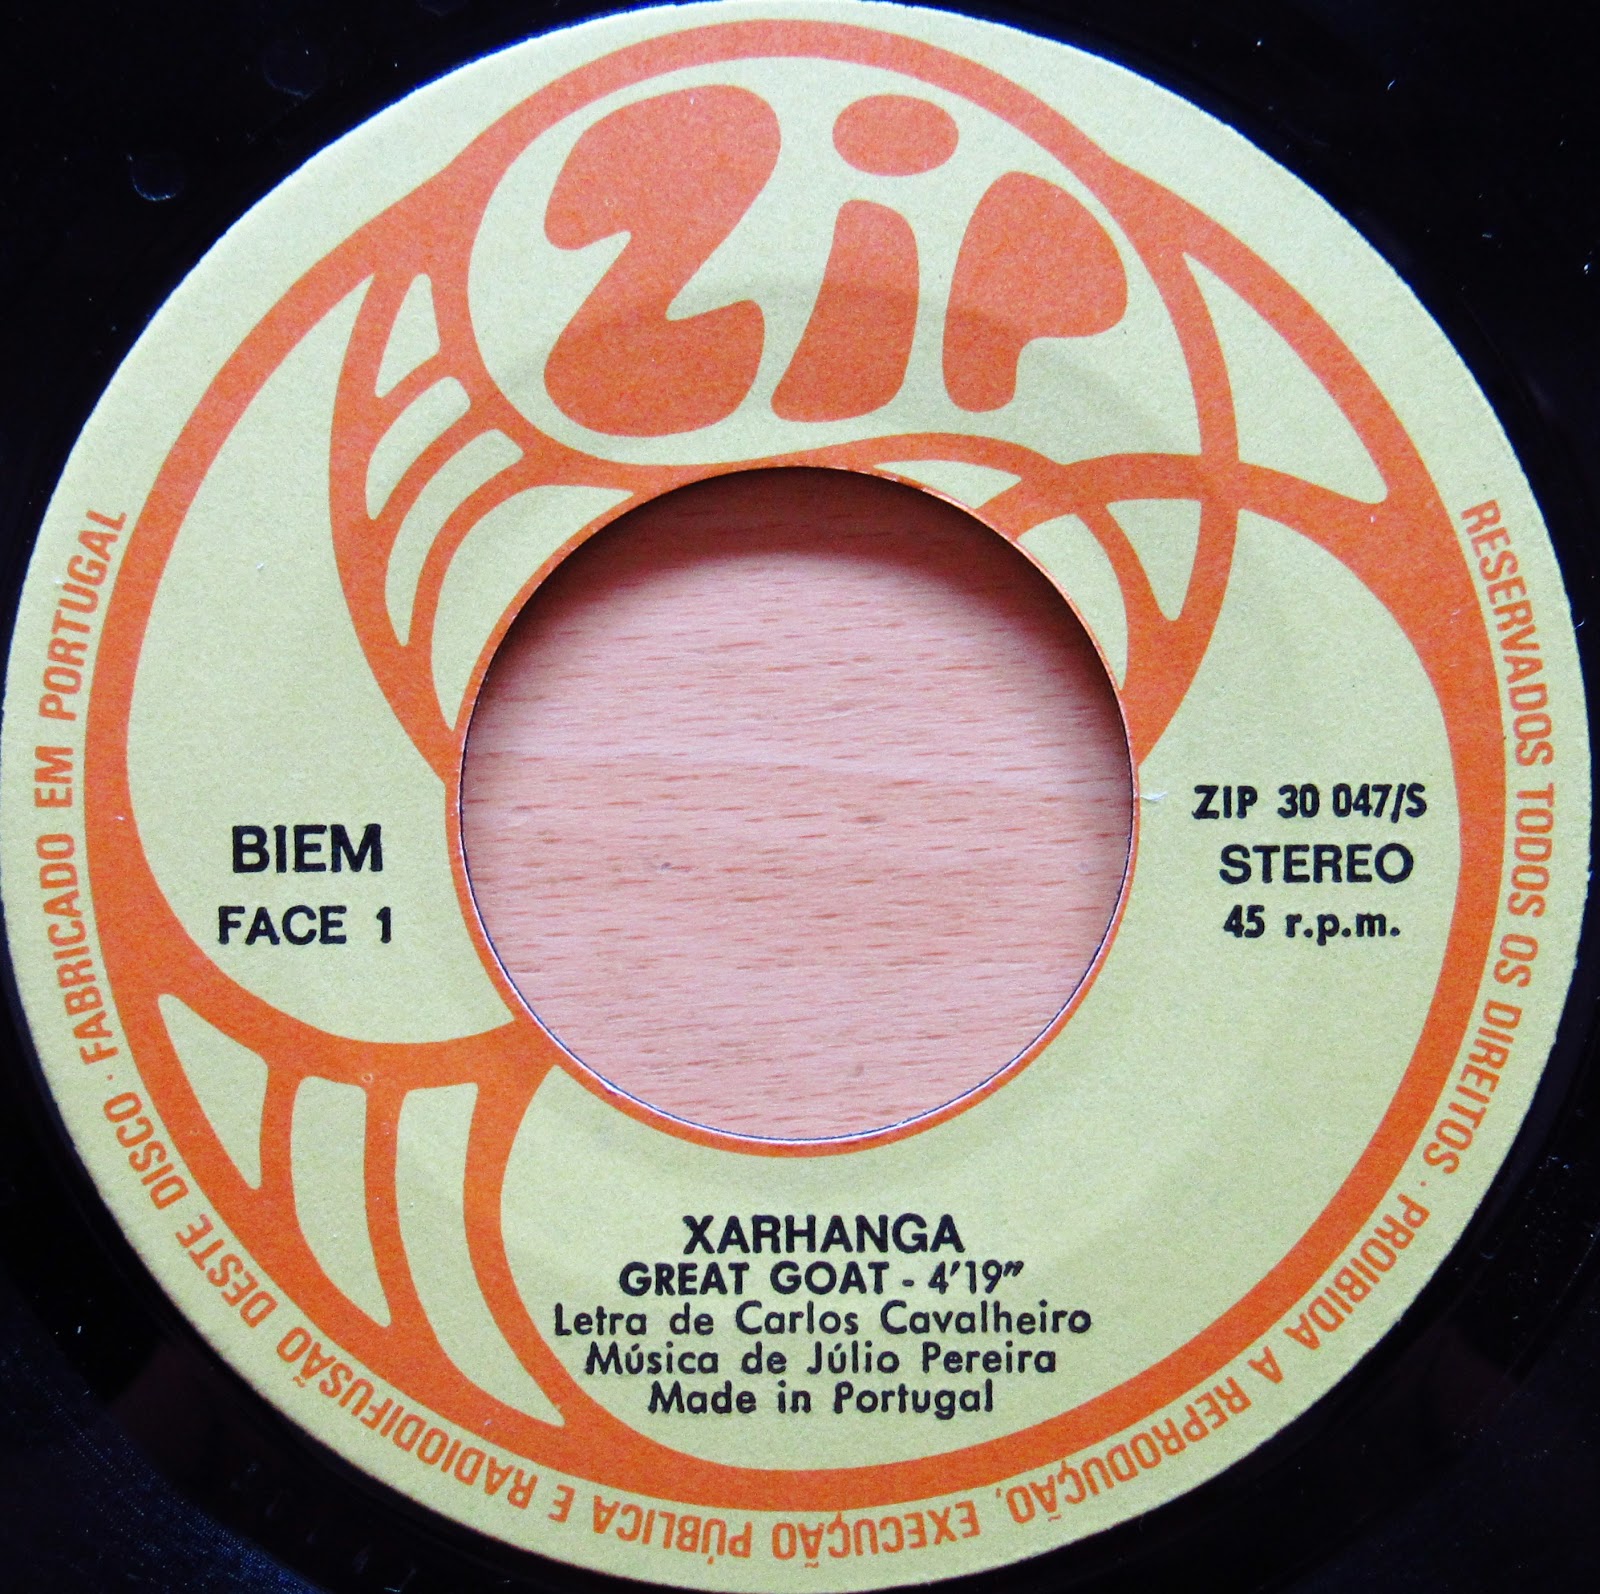 Zip
BIEM
FACE 1
ZIP 30 047/S
STEREO
45 r.p.m.
XARHANGA
GREAT GOAT - 4'19"
Letra de Carlos Cavalheiro
Música de Júlio Pereira
Made in Portugal
RESERVADOS TODOS OS DIREITOS · PROIBIDA A REPRODUÇÃO, EXECUÇÃO PÚBLICA E RADIODIFUSÃO DESTE DISCO · FABRICADO EM PORTUGAL